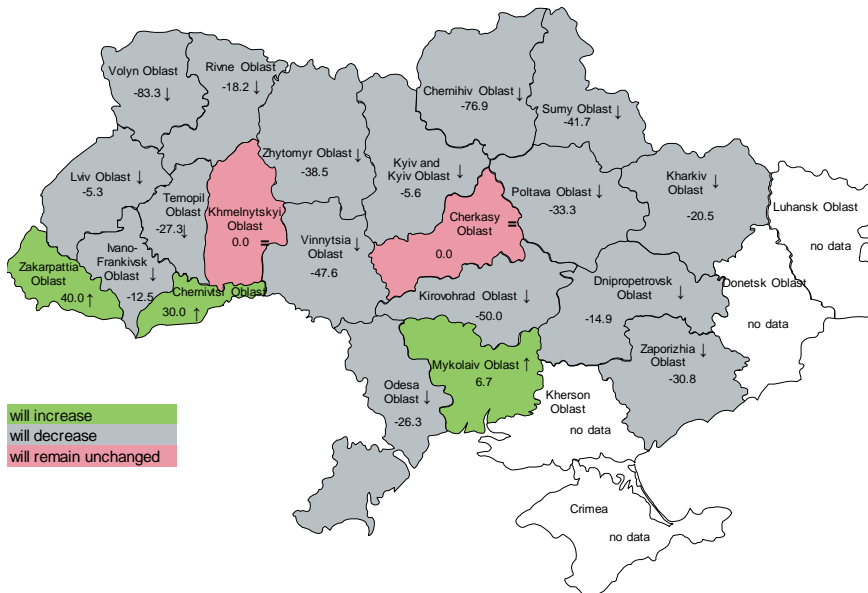 Volyn Oblast
-83.3 ↓
Rivne Oblast
-18.2 ↓
Zhytomyr Oblast ↓
-38.5
Chernihiv Oblast ↓
-76.9
Sumy Oblast ↓
-41.7
Kyiv and ↓
Kyiv Oblast
-5.6
Lviv Oblast ↓
-5.3
Ternopil
Oblast
-27.3 ↓
Khmelnytskyi
Oblast
0.0 =
Vinnytsia ↓
Oblast
-47.6
Cherkasy =
Oblast
0.0
Poltava Oblast ↓
-33.3
Kharkiv ↓
Oblast
-20.5
Luhansk Oblast
no data
Zakarpattia
Oblast
40.0 ↑
Ivano-
Frankivsk ↓
Oblast
-12.5
Chernivtsi Oblast
30.0 ↑
Kirovohrad Oblast ↓
-50.0
Dnipropetrovsk
Oblast ↓
-14.9
Donetsk Oblast
no data
Mykolaiv Oblast ↑
6.7
Odesa
Oblast ↓
-26.3
Zaporizhia ↓
Oblast
-30.8
Kherson
Oblast
no data
Crimea
no data
will increase
will decrease
will remain unchanged